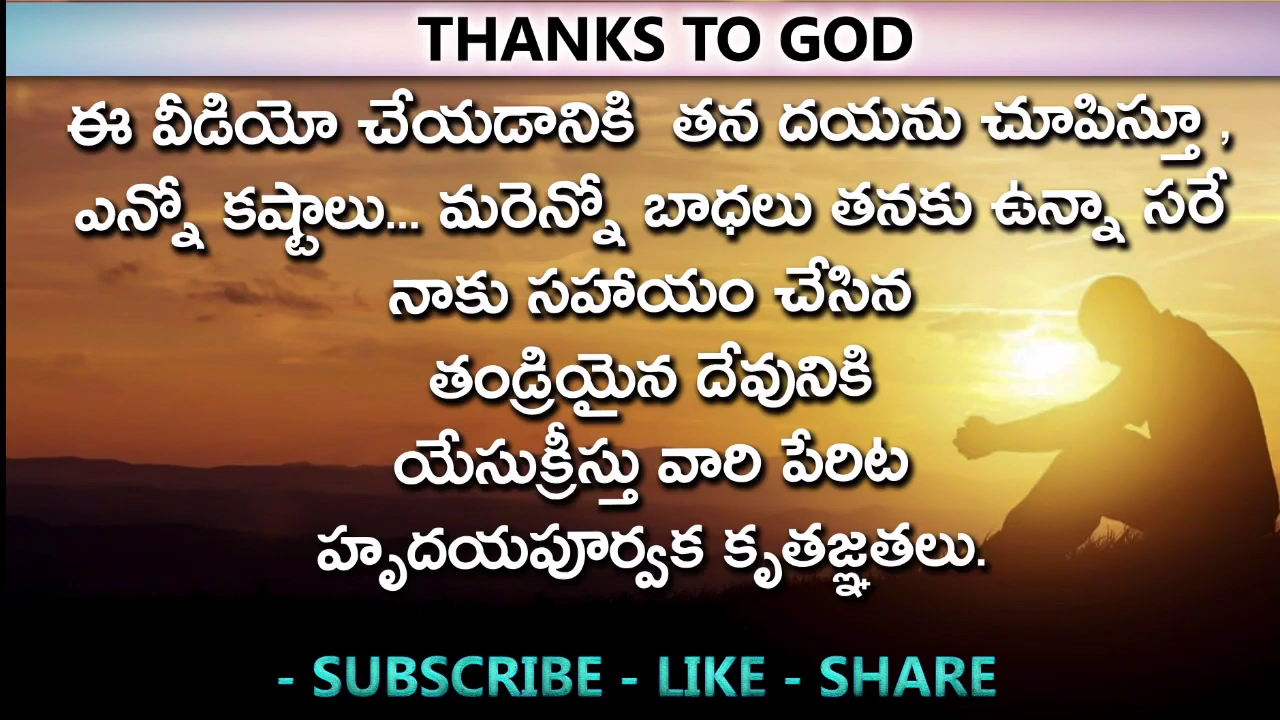 THANKS TO GOD
ఈ వీడియో చేయడానికి తన దయను చూపిస్తూ ,
ఎన్నో కష్టాలు... మరెన్నో బాధలు తనకు ఉన్నా సరే
నాకు సహాయం చేసిన
తండ్రియైన దేవునికి
యేసుక్రీస్తు వారి పేరిట
హృదయపూర్వక కృతజ్ఞతలు.
- SUBSCRIBE - LIKE - SHARE